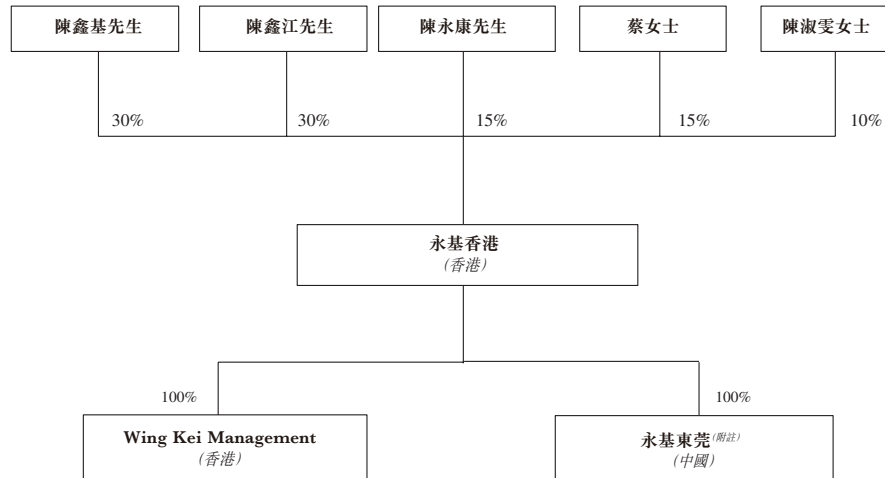 陳鑫基先生 陳鑫江先生 陳永康先生 蔡女士 陳淑雯女士
30% 30% 15% 15% 10%
永基香港
(香港)
100% 100%
Wing Kei Management 永基東莞(附註)
(香港) (中國)